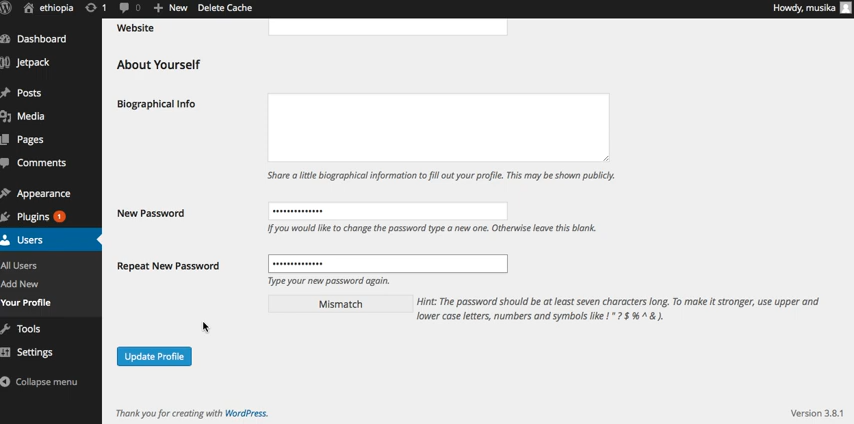 ethiopia 1 0 New Delete Cache Howdy, musika
Dashboard
Jetpack
Posts
Media
Pages
Comments
Appearance
Plugins 1
Users
All Users
Add New
Your Profile
Tools
Settings
Collapse menu
Website
About Yourself
Biographical Info
Share a little biographical information to fill out your profile. This may be shown publicly.
New Password ••••••••••••••
If you would like to change the password type a new one. Otherwise leave this blank.
Repeat New Password ••••••••••••••
Type your new password again.
Mismatch
Hint: The password should be at least seven characters long. To make it stronger, use upper and
lower case letters, numbers and symbols like ! " ? $ % ^ & ).
Update Profile
Thank you for creating with WordPress. Version 3.8.1